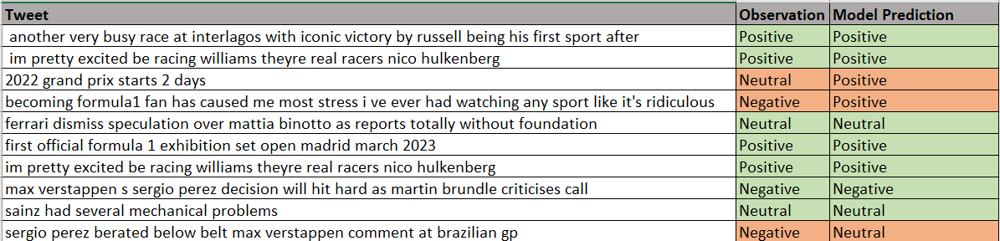 Tweet Observation Model Prediction
another very busy race at interlagos with iconic victory by russell being his first sport after Positive Positive
im pretty excited be racing williams theyre real racers nico hulkenberg Positive Positive
2022 grand prix starts 2 days Neutral Positive
becoming formula1 fan has caused me most stress i ve ever had watching any sport like it's ridiculous Negative Positive
ferrari dismiss speculation over mattia binotto as reports totally without foundation Neutral Neutral
first official formula 1 exhibition set open madrid march 2023 Positive Positive
im pretty excited be racing williams theyre real racers nico hulkenberg Positive Positive
max verstappen s sergio perez decision will hit hard as martin brundle criticises call Negative Negative
sainz had several mechanical problems Neutral Neutral
sergio perez berated below belt max verstappen comment at brazilian gp Negative Neutral